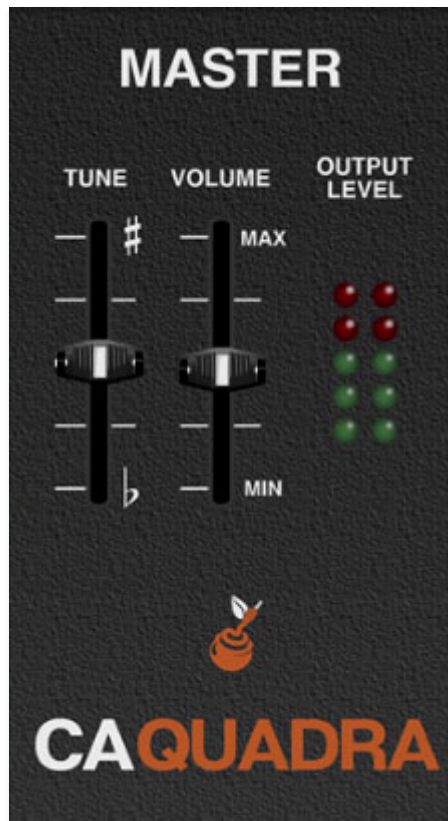 MASTER
TUNE VOLUME OUTPUT
LEVEL
♯ MAX
♭ MIN
CAQUADRA